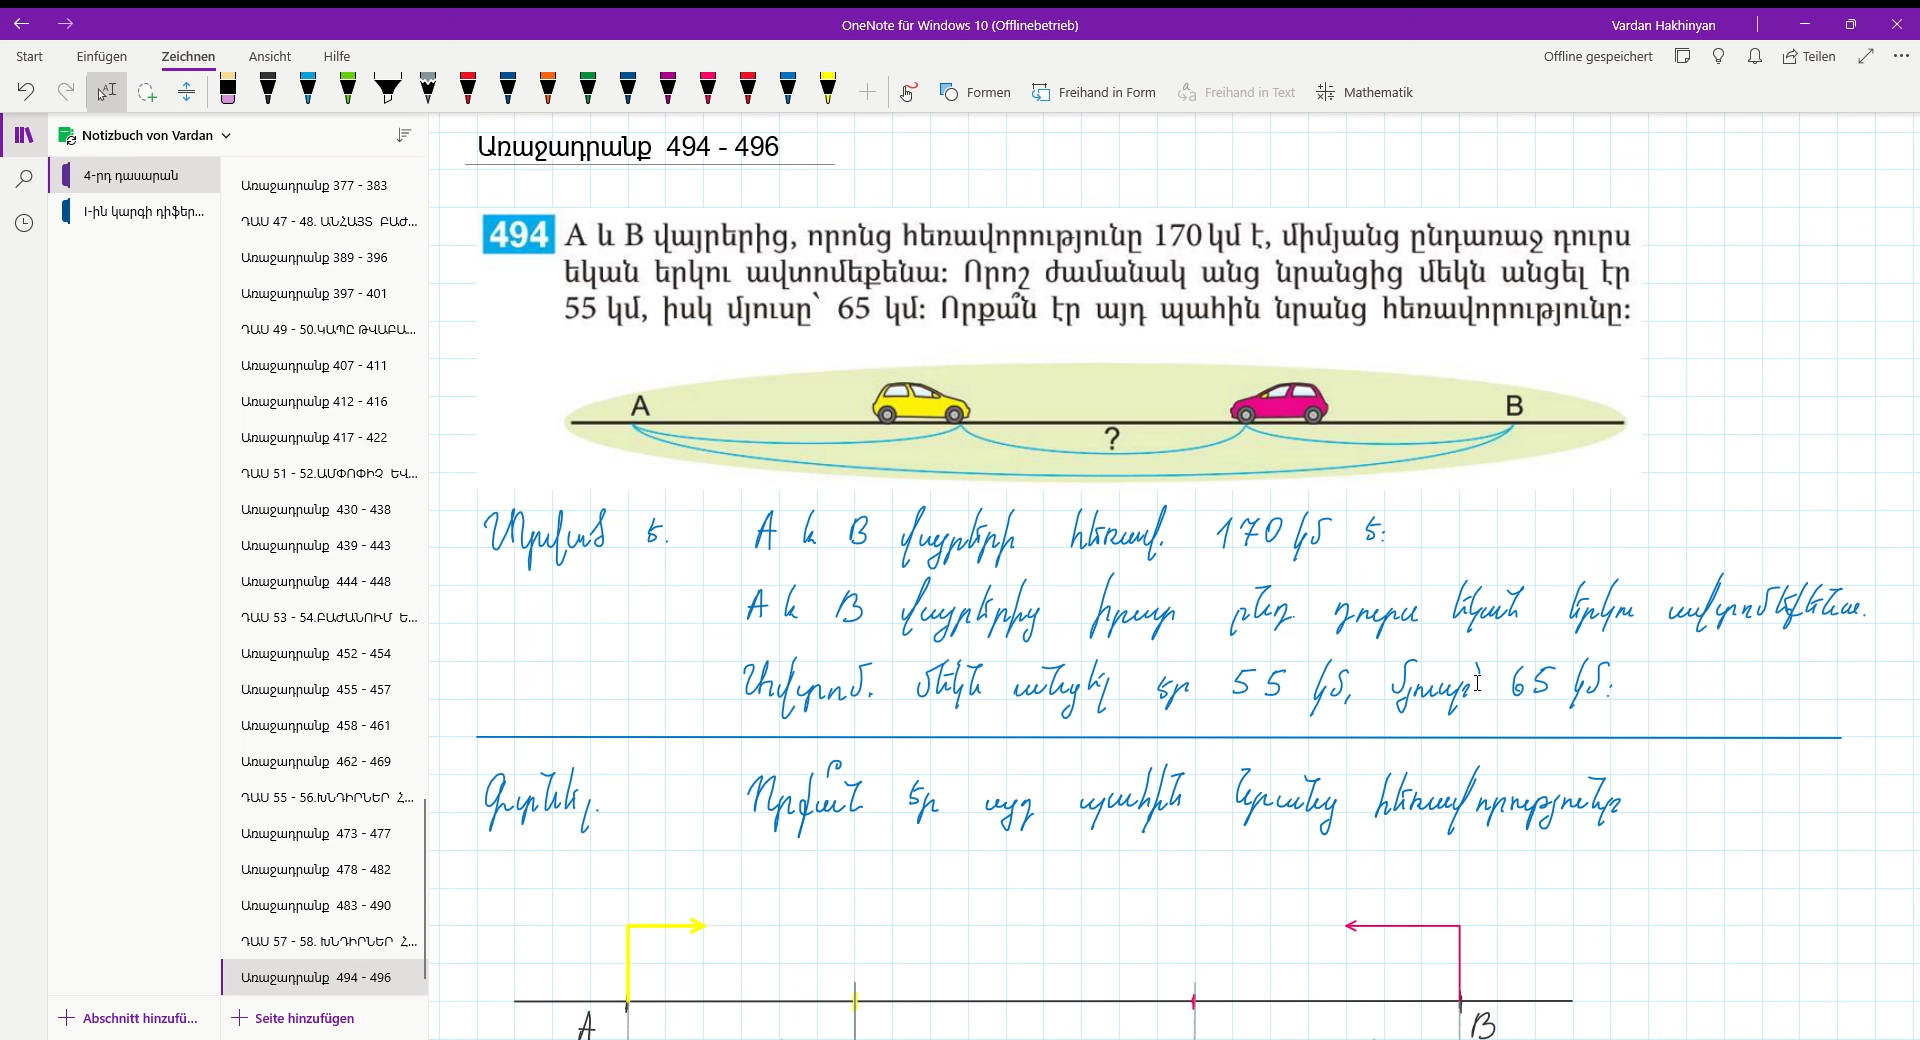 OneNote für Windows 10 (Offlinebetrieb)
Vardan Hakhinyan
Start Einfügen Zeichnen Ansicht Hilfe
Offline gespeichert
Teilen
Formen Freihand in Form Freihand in Text Mathematik
Notizbuch von Vardan
4-րդ դասարան
I-ին կարգի դիֆեր...
Առաջադրանք 377 - 383
ԴԱՍ 47 - 48. ԱՆՀԱՅՏ ԲԱԺ...
Առաջադրանք 389 - 396
Առաջադրանք 397 - 401
ԴԱՍ 49 - 50.ԿԱՊԸ ԹՎԱԲԱ...
Առաջադրանք 407 - 411
Առաջադրանք 412 - 416
Առաջադրանք 417 - 422
ԴԱՍ 51 - 52.ԱՄՓՈՓԻՉ ԵՎ...
Առաջադրանք 430 - 438
Առաջադրանք 439 - 443
Առաջադրանք 444 - 448
ԴԱՍ 53 - 54.ԲԱԺԱՆՈՒՄ Ե...
Առաջադրանք 452 - 454
Առաջադրանք 455 - 457
Առաջադրանք 458 - 461
Առաջադրանք 462 - 469
ԴԱՍ 55 - 56.ԽՆԴԻՐՆԵՐ Հ...
Առաջադրանք 473 - 477
Առաջադրանք 478 - 482
Առաջադրանք 483 - 490
ԴԱՍ 57 - 58. ԽՆԴԻՐՆԵՐ Հ...
Առաջադրանք 494 - 496
Abschnitt hinzufü...
Seite hinzufügen
Առաջադրանք 494 - 496
494 A և B վայրերից, որոնց հեռավորությունը 170 կմ է, միմյանց ընդառաջ դուրս
եկան երկու ավտոմեքենա: Որոշ ժամանակ անց նրանցից մեկն անցել էր
55 կմ, իսկ մյուսը՝ 65 կմ: Որքա՞ն էր այդ պահին նրանց հեռավորությունը:
A B
?
Տրված է. A և B վայրերի հեռավ. 170 կմ է:
A և B վայրերից իրար ընդ. դուրս եկան երկու ավտոմեքենա.
Ավտոմ. մեկն անցել էր 55 կմ, մյուսը՝ 65 կմ:
Գտնել. Որքա՞ն էր այդ պահին նրանց հեռավորությունը
A B